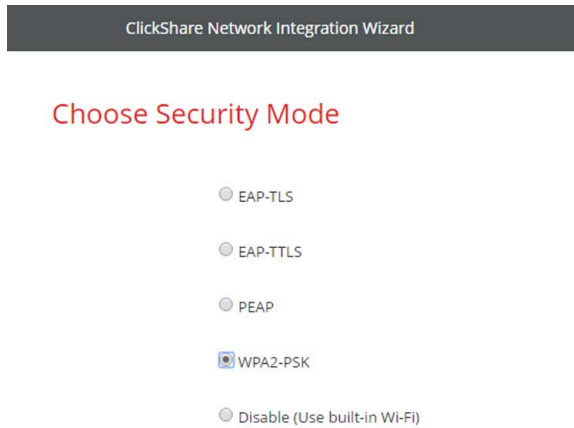 ClickShare Network Integration Wizard
Choose Security Mode
EAP-TLS
EAP-TTLS
PEAP
WPA2-PSK
Disable (Use built-in Wi-Fi)